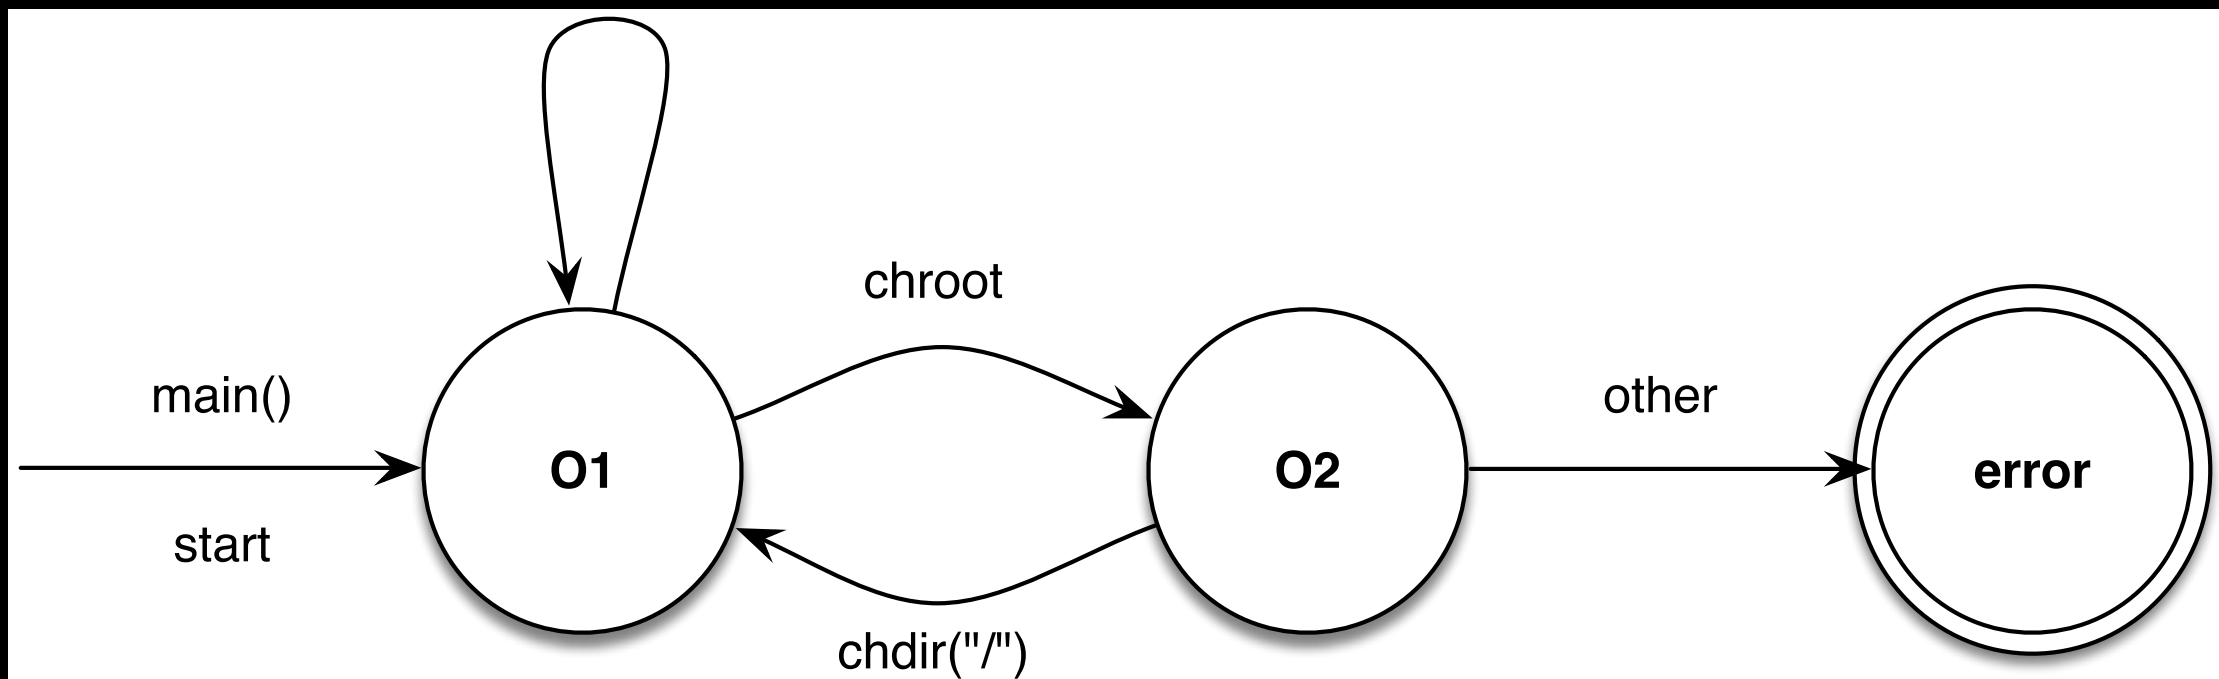 chroot
main()
other
O1
O2
error
start
chdir("/")